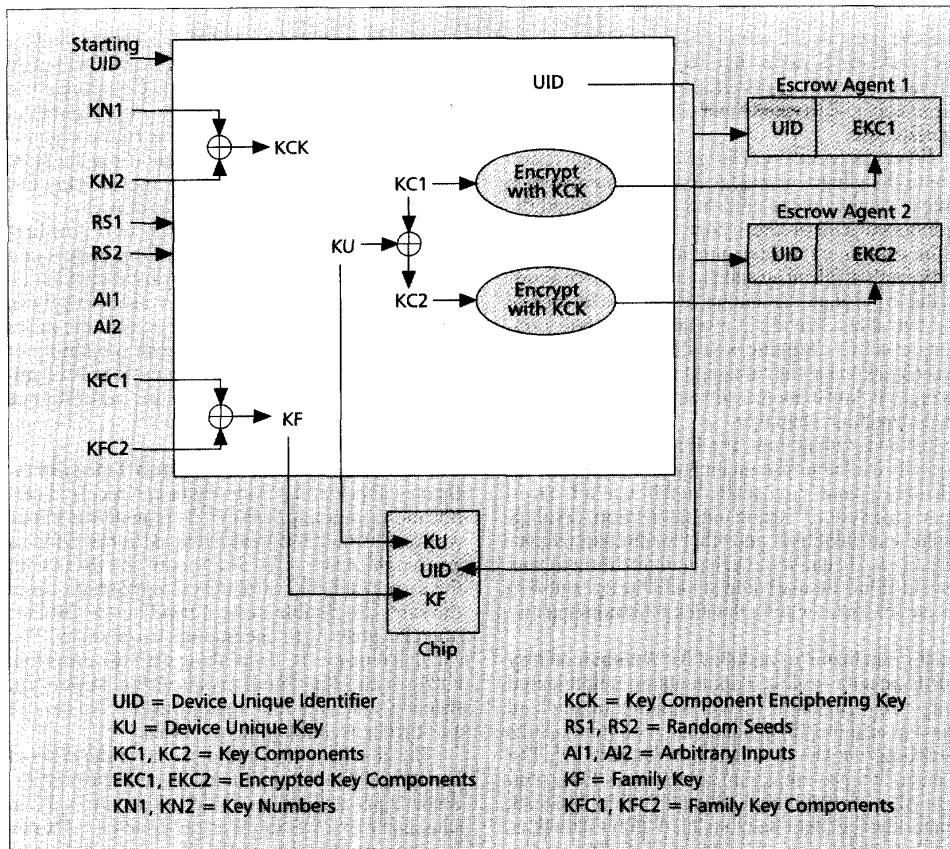 Starting
UID
KN1
KN2
RS1
RS2
AI1
AI2
KFC1
KFC2
KCK
KF
UID
KU
KC1
KC2
Encrypt
with KCK
Encrypt
with KCK
Escrow Agent 1
UID EKC1
Escrow Agent 2
UID EKC2
KU
UID
KF
Chip
UID = Device Unique Identifier
KU = Device Unique Key
KC1, KC2 = Key Components
EKC1, EKC2 = Encrypted Key Components
KN1, KN2 = Key Numbers
KCK = Key Component Enciphering Key
RS1, RS2 = Random Seeds
AI1, AI2 = Arbitrary Inputs
KF = Family Key
KFC1, KFC2 = Family Key Components